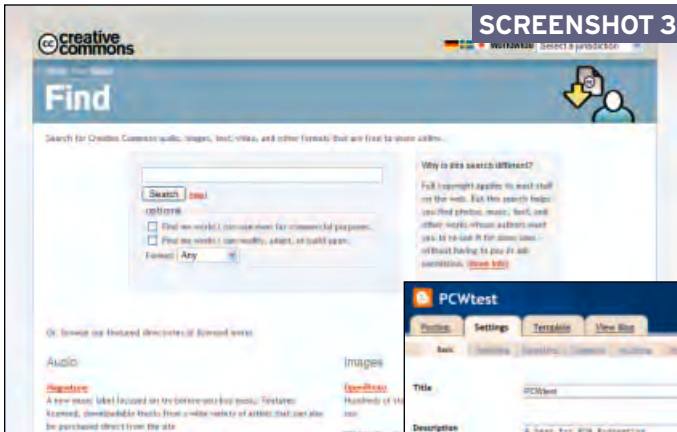 SCREENSHOT 3
creative
commons
Worldwide Select a jurisdiction
Find
Search for Creative Commons audio, images, text, video, and other formats that are free to share online.
Search
options
Find me works I can use even for commercial purposes.
Find me works I can modify, adapt, or build upon.
Format: Any
Why is this search different?
Full copyright applies to most stuff
on the web. But this search helps
you find photos, music, text, and
other works whose authors want
you to re-use it for some uses -
without having to pay or ask
permission. (more info)
Or, browse our featured directories of licensed works
Audio
Magnatune
A new music label focused on try before you buy music. Features
licensed, downloadable tracks from a wide variety of artists that can also
be purchased direct from the site
Images
OpenPhoto
Hundreds of
PCWtest
Posting Settings Template View Blog
Basic
Title
PCWtest
Description